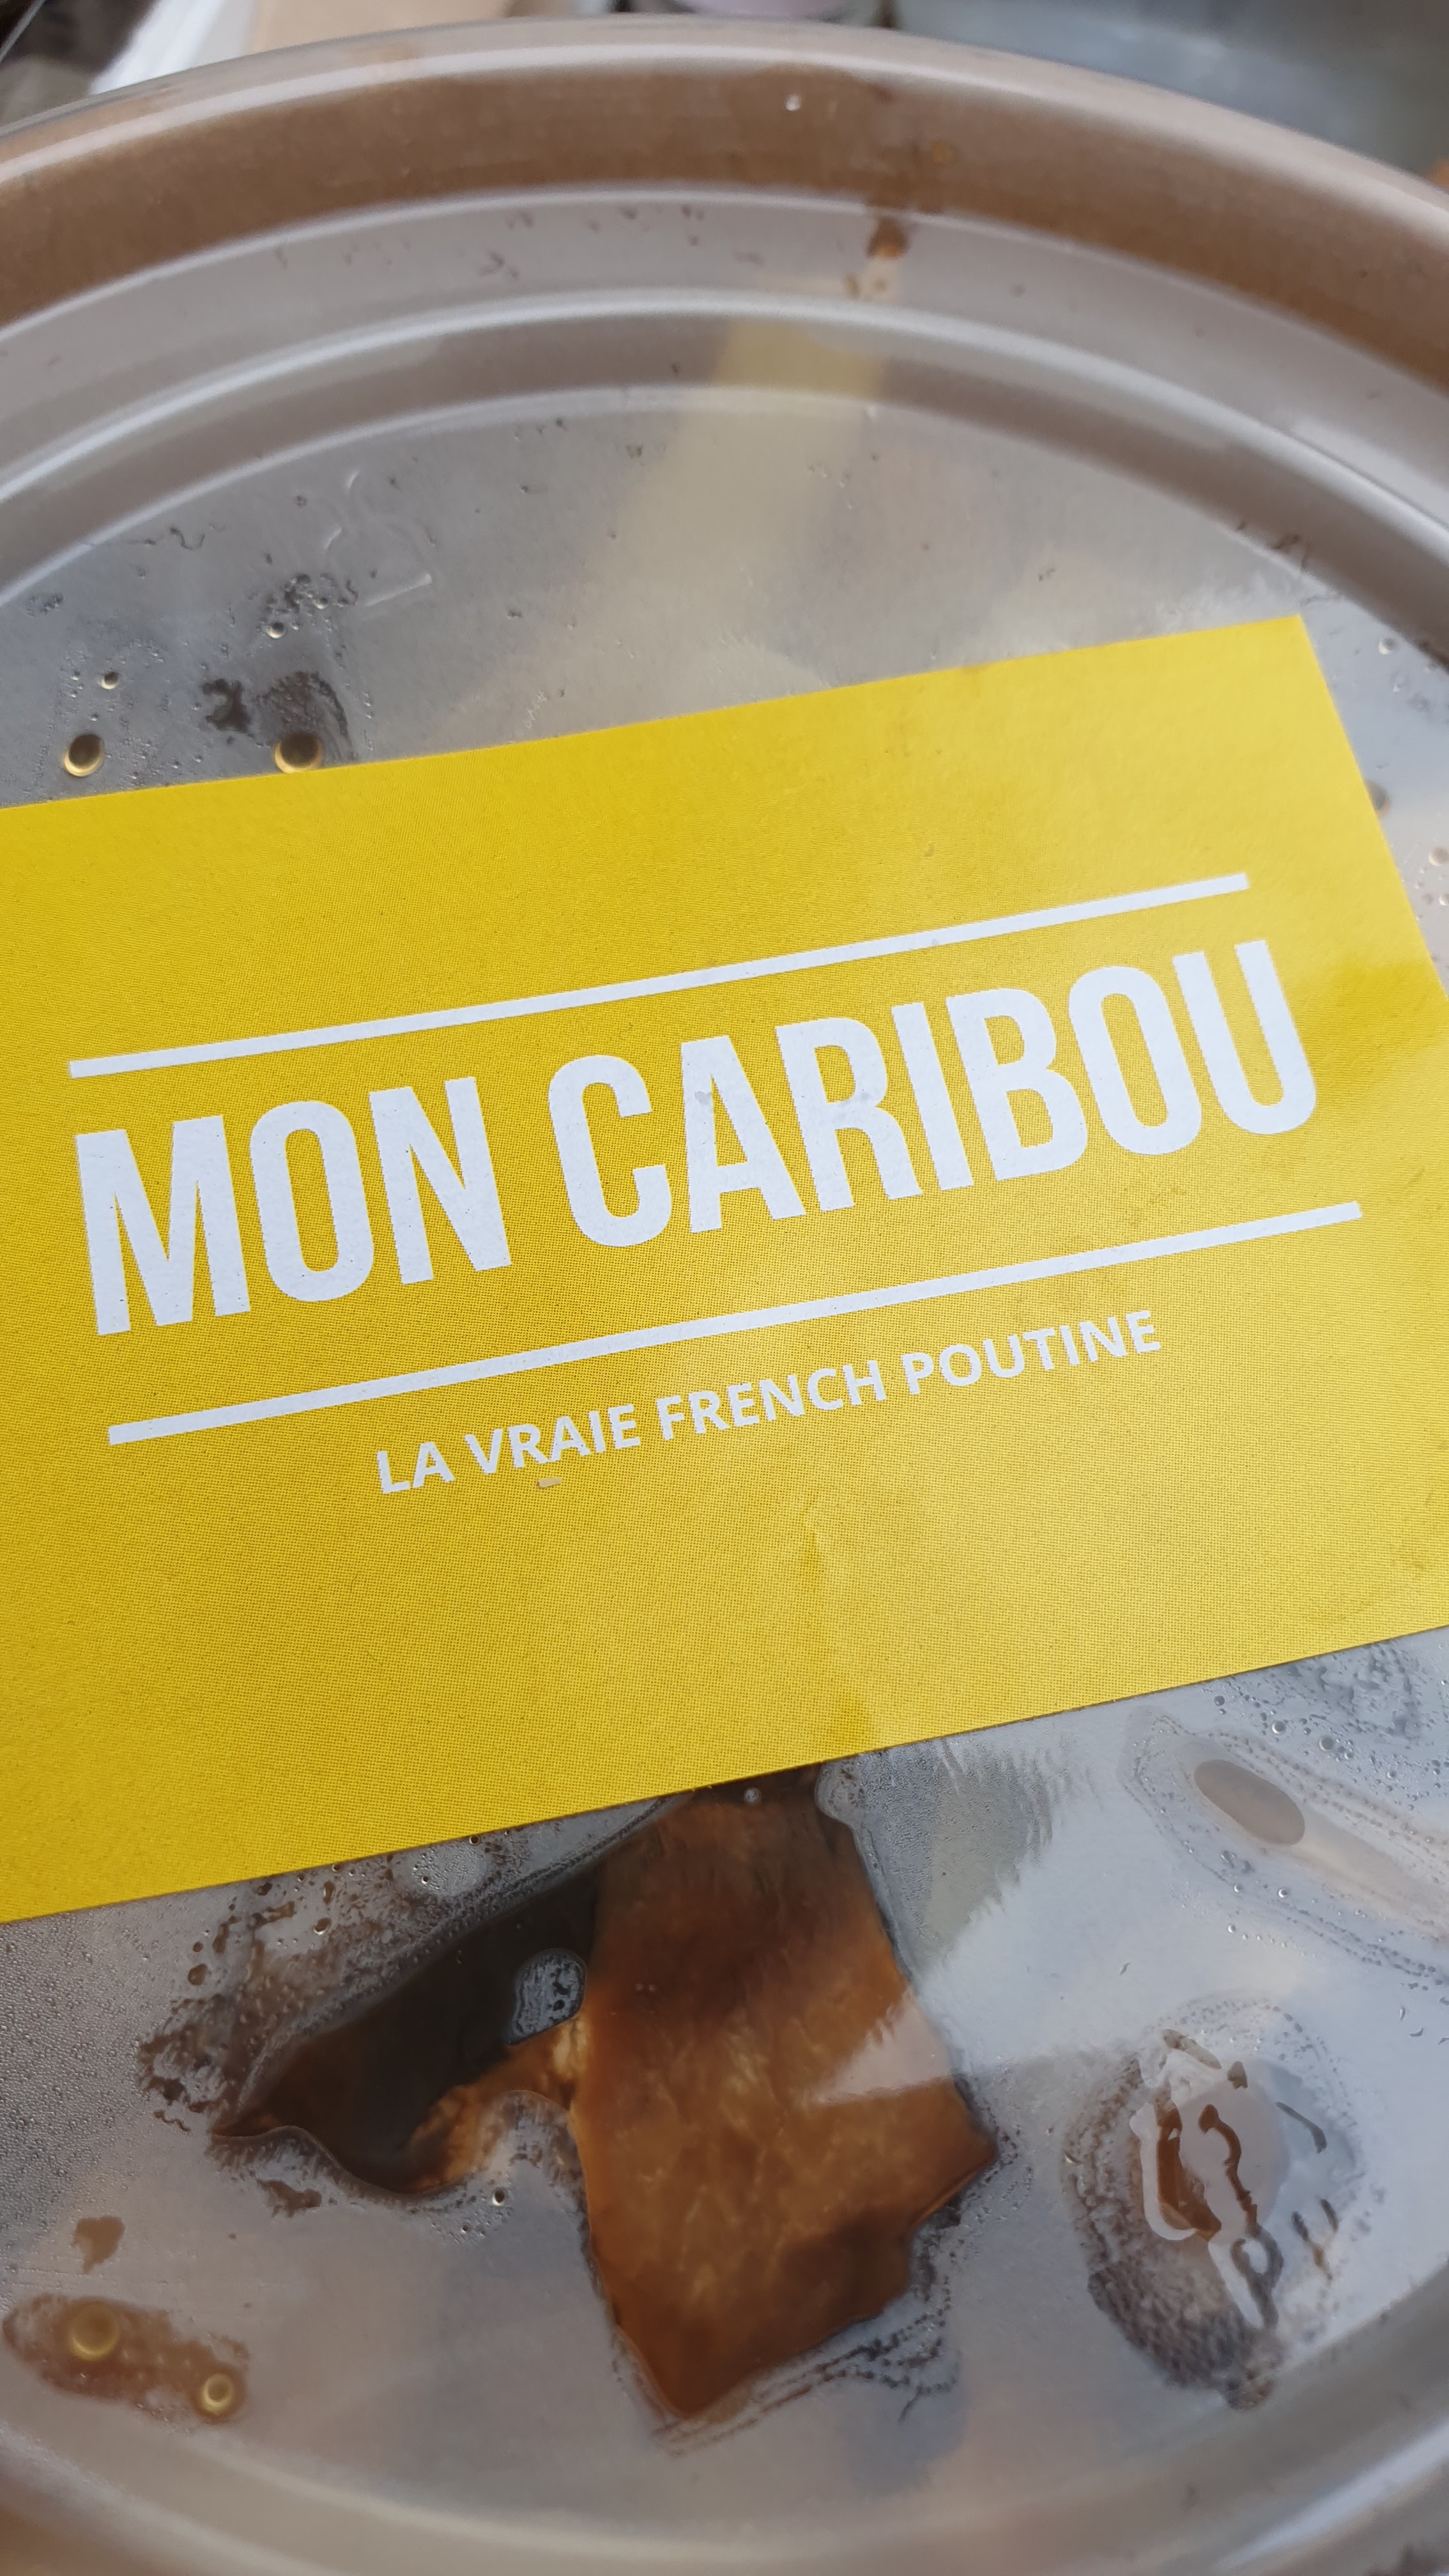 MON CARIBOU
LA VRAIE FRENCH POUTINE